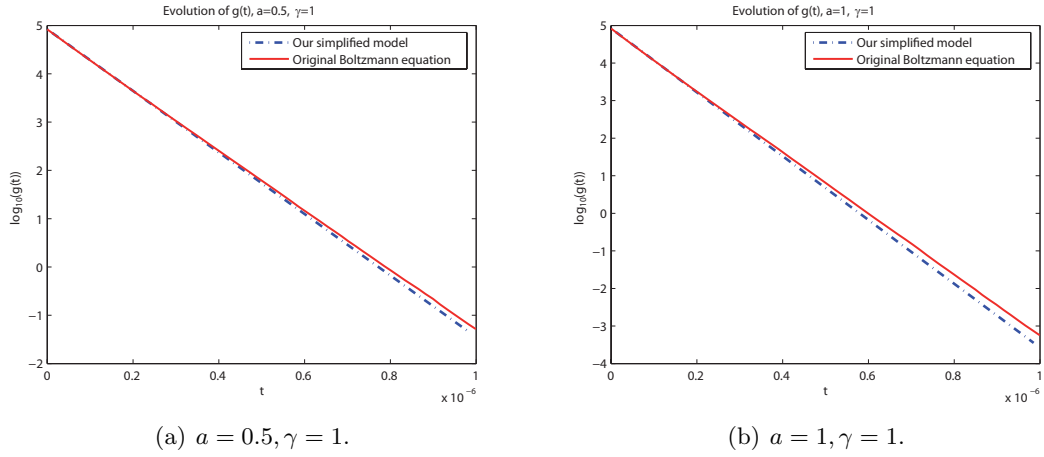 Evolution of g(t), a=0.5, γ=1
Our simplified model
Original Boltzmann equation
log10(g(t))
5
4
3
2
1
0
−1
−2
0
0.2
0.4
0.6
0.8
1
t
x 10⁻⁶
(a) a = 0.5, γ = 1.
Evolution of g(t), a=1, γ=1
Our simplified model
Original Boltzmann equation
log10(g(t))
5
4
3
2
1
0
−1
−2
−3
−4
0
0.2
0.4
0.6
0.8
1
t
x 10⁻⁶
(b) a = 1, γ = 1.